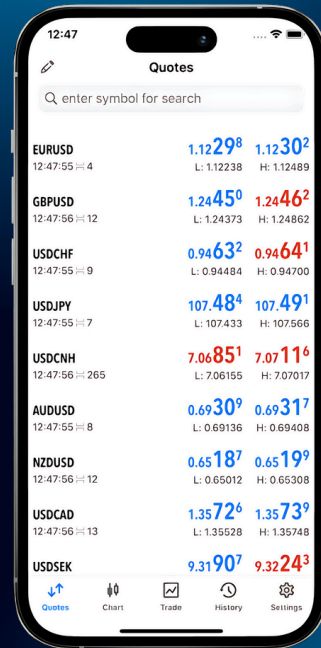 12:47
Quotes
enter symbol for search
EURUSD 1.12298 1.12302
12:47:55 4 L: 1.12238 H: 1.12489
GBPUSD 1.24450 1.24462
12:47:56 12 L: 1.24373 H: 1.24862
USDCHF 0.94632 0.94641
12:47:55 9 L: 0.94484 H: 0.94700
USDJPY 107.484 107.491
12:47:55 7 L: 107.433 H: 107.566
USDCNH 7.06851 7.07116
12:47:56 265 L: 7.06155 H: 7.07017
AUDUSD 0.69309 0.69317
12:47:55 8 L: 0.69136 H: 0.69408
NZDUSD 0.65187 0.65199
12:47:56 12 L: 0.65012 H: 0.65308
USDCAD 1.35726 1.35739
12:47:56 13 L: 1.35528 H: 1.35748
USDSEK 9.31907 9.32243
Quotes Chart Trade History Settings